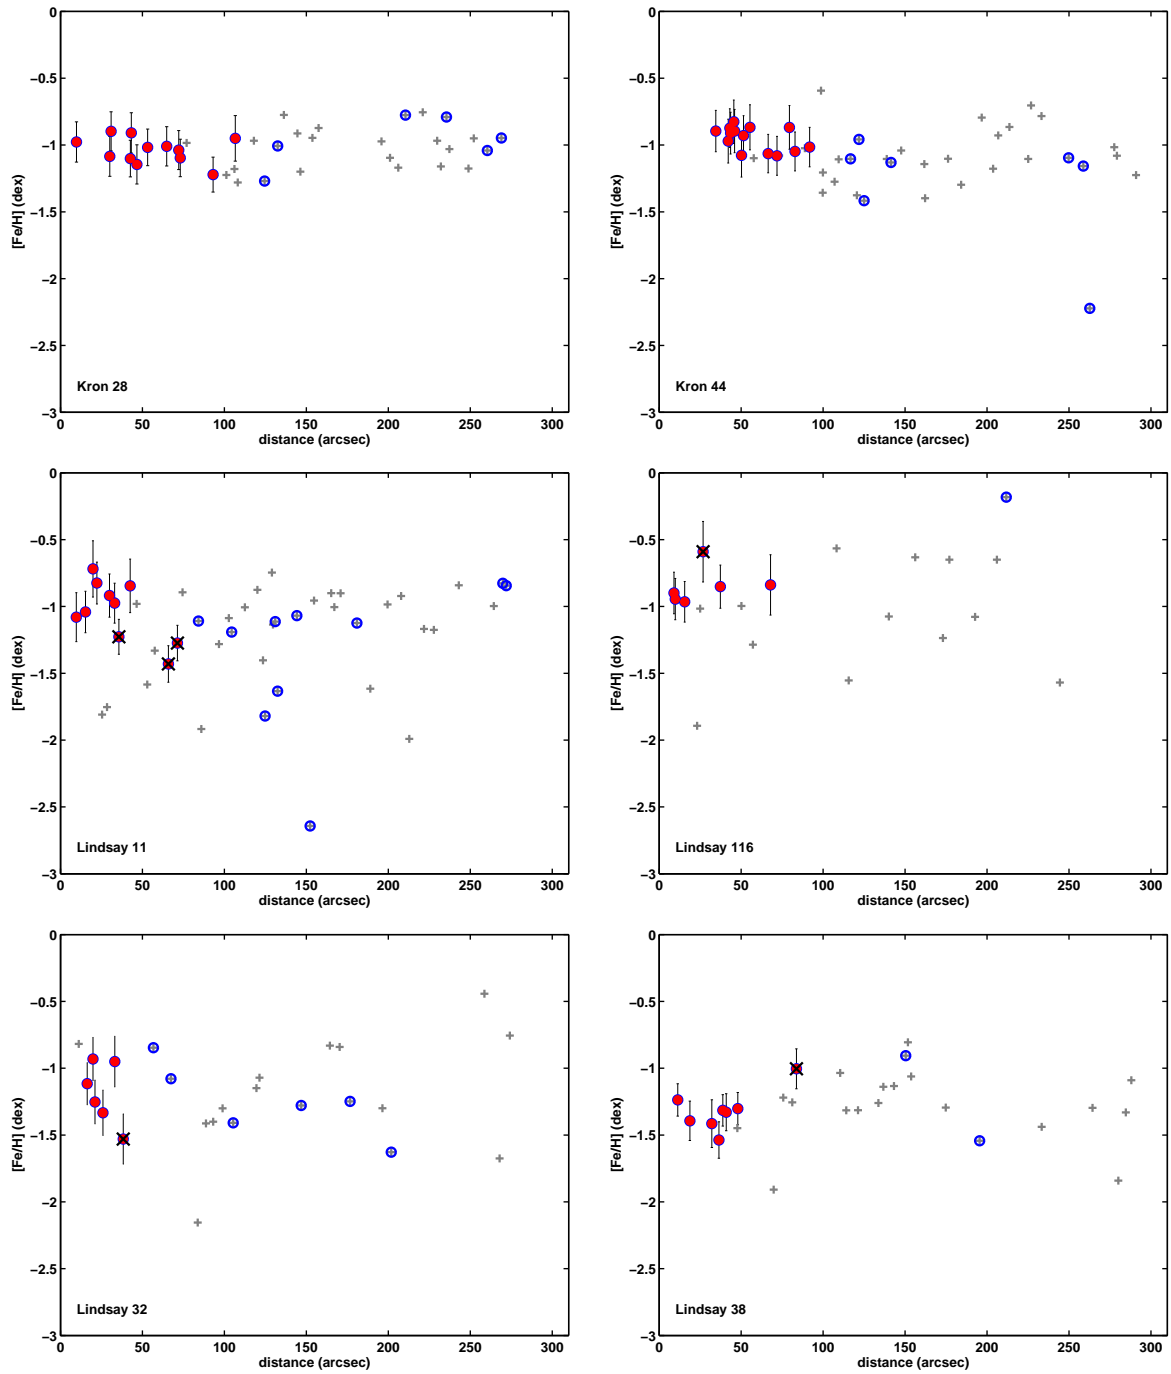 0
−0.5
−1
−1.5
−2
−2.5
−3
[Fe/H] (dex)
Kron 28
0 50 100 150 200 250 300
distance (arcsec)
0
−0.5
−1
−1.5
−2
−2.5
−3
[Fe/H] (dex)
Kron 44
0 50 100 150 200 250 300
distance (arcsec)
0
−0.5
−1
−1.5
−2
−2.5
−3
[Fe/H] (dex)
Lindsay 11
0 50 100 150 200 250 300
distance (arcsec)
0
−0.5
−1
−1.5
−2
−2.5
−3
[Fe/H] (dex)
Lindsay 116
0 50 100 150 200 250 300
distance (arcsec)
0
−0.5
−1
−1.5
−2
−2.5
−3
[Fe/H] (dex)
Lindsay 32
0 50 100 150 200 250 300
distance (arcsec)
0
−0.5
−1
−1.5
−2
−2.5
−3
[Fe/H] (dex)
Lindsay 38
0 50 100 150 200 250 300
distance (arcsec)